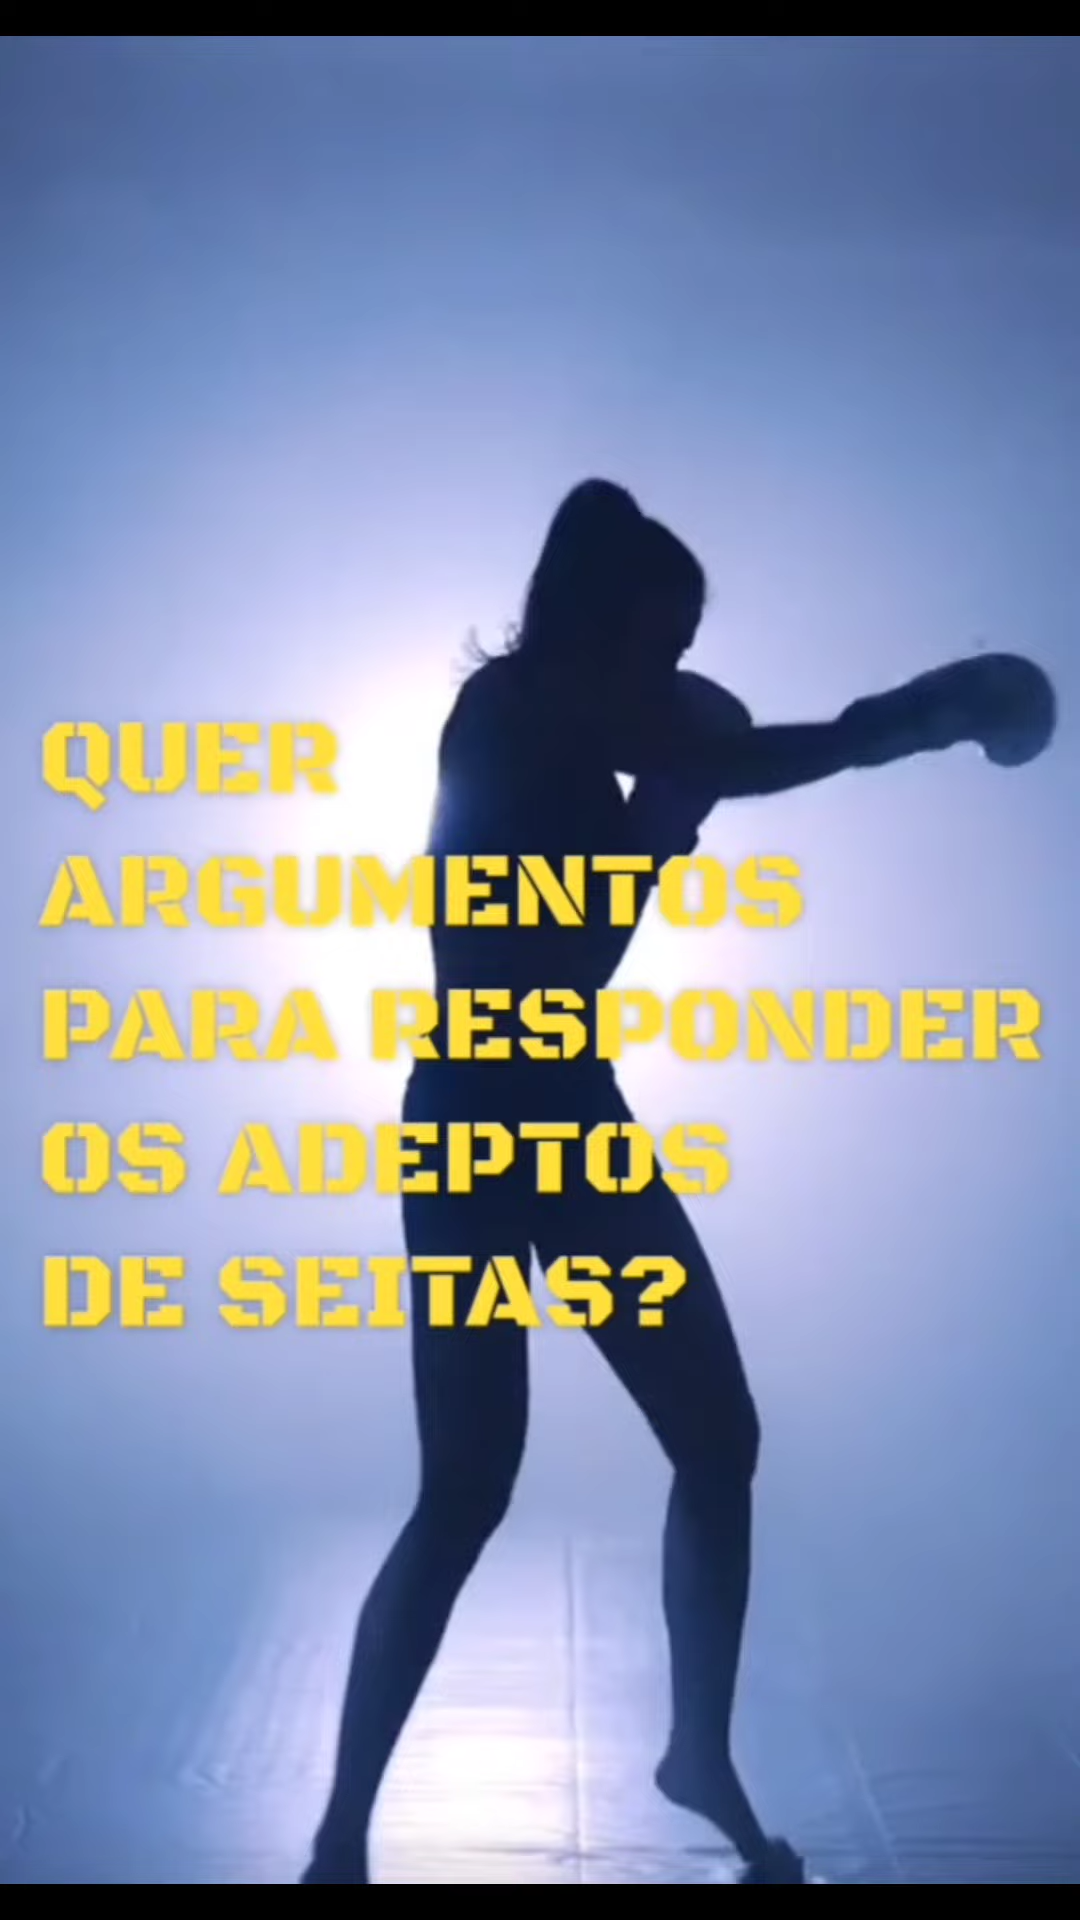 QUER
ARGUMENTOS
PARA RESPONDER
OS ADEPTOS
DE SEITAS?